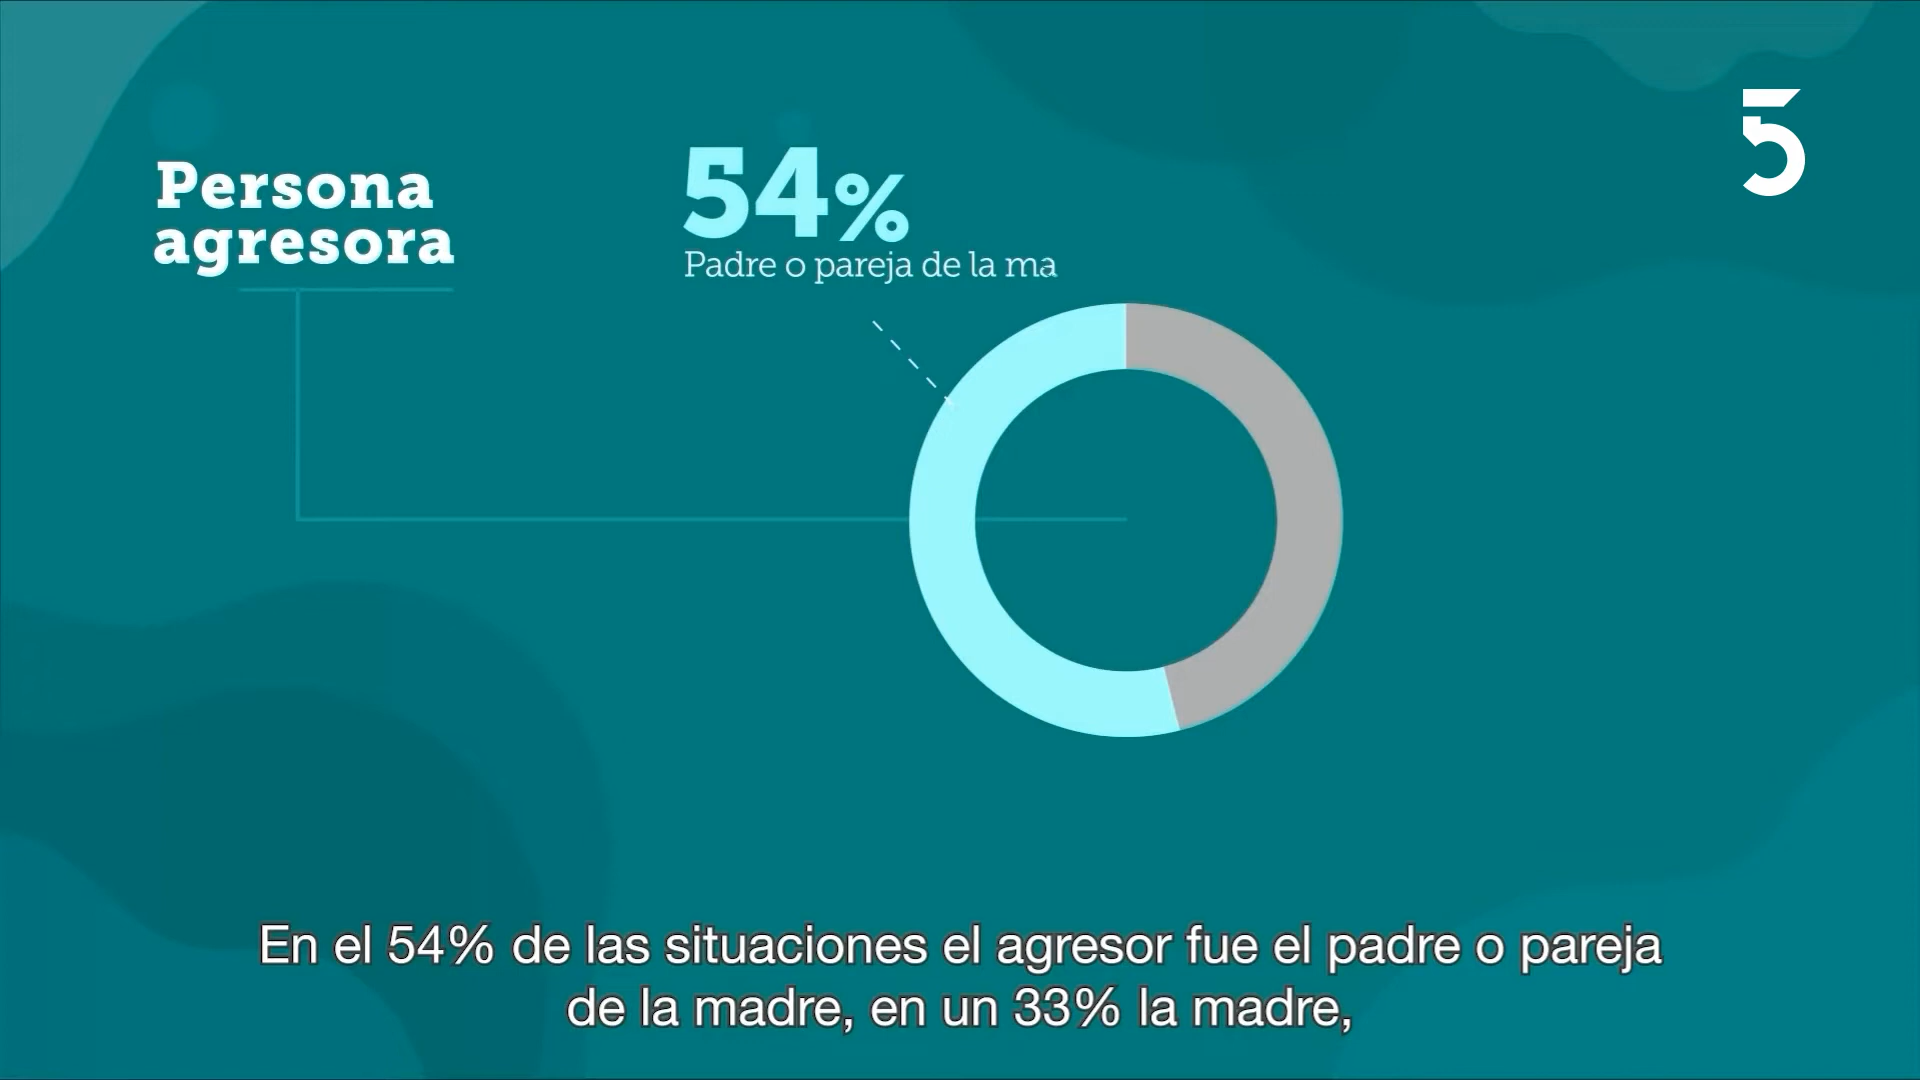 Persona
agresora
54%
Padre o pareja de la ma
5
En el 54% de las situaciones el agresor fue el padre o pareja
de la madre, en un 33% la madre,